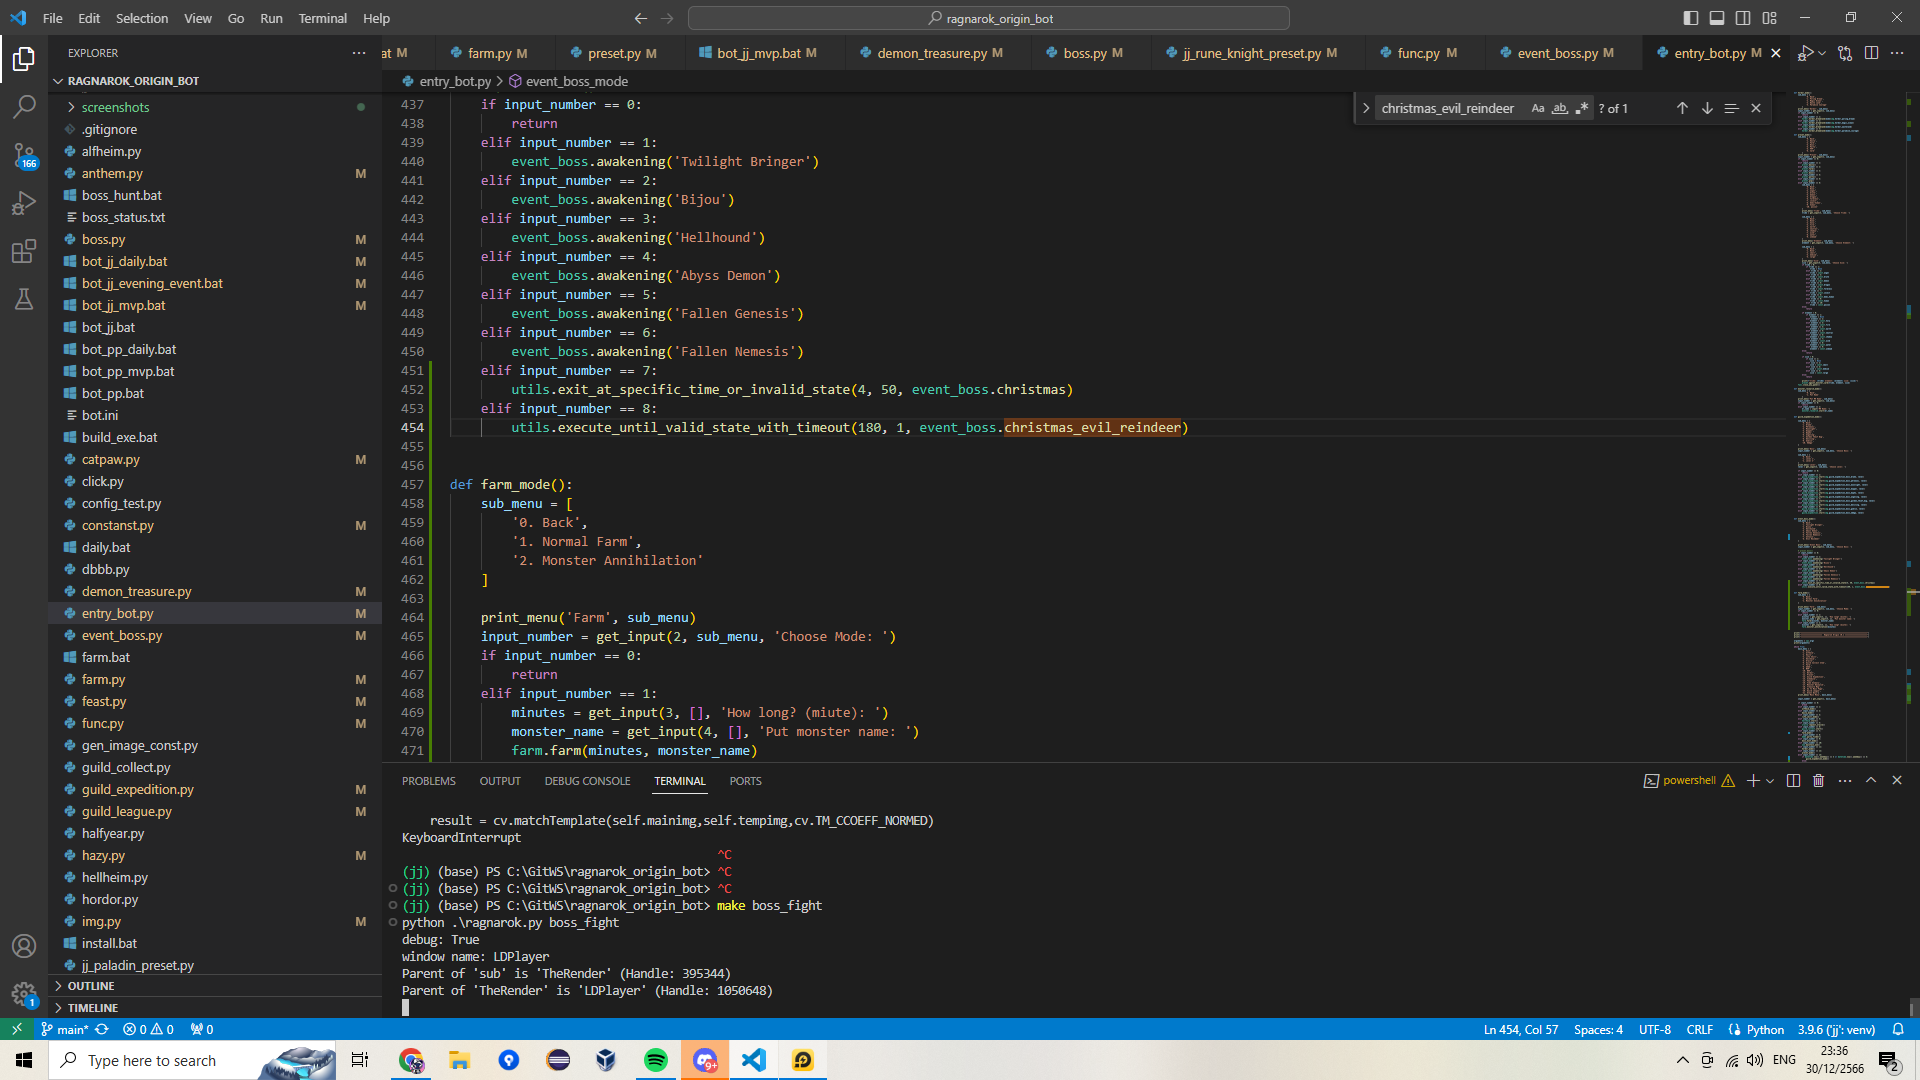 File Edit Selection View Go Run Terminal Help
ragnarok_origin_bot
EXPLORER
at M farm.py M preset.py M bot_jj_mvp.bat M demon_treasure.py M boss.py M jj_rune_knight_preset.py M func.py M event_boss.py M entry_bot.py M
RAGNAROK_ORIGIN_BOT
entry_bot.py > event_boss_mode
christmas_evil_reindeer Aa ab .* ? of 1
screenshots
.gitignore
alfheim.py
anthem.py M
boss_hunt.bat
boss_status.txt
boss.py M
bot_jj_daily.bat M
bot_jj_evening_event.bat M
bot_jj_mvp.bat M
bot_jj.bat
bot_pp_daily.bat
bot_pp_mvp.bat
bot_pp.bat
bot.ini
build_exe.bat
catpaw.py M
click.py
config_test.py
constanst.py M
daily.bat
dbbb.py
demon_treasure.py M
entry_bot.py M
event_boss.py M
farm.bat
farm.py M
feast.py M
func.py M
gen_image_const.py
guild_collect.py
guild_expedition.py M
guild_league.py M
halfyear.py
hazy.py M
hellheim.py
hordor.py
img.py M
install.bat
jj_paladin_preset.py
OUTLINE
TIMELINE
166
1
437 if input_number == 0:
438 return
439 elif input_number == 1:
440 event_boss.awakening('Twilight Bringer')
441 elif input_number == 2:
442 event_boss.awakening('Bijou')
443 elif input_number == 3:
444 event_boss.awakening('Hellhound')
445 elif input_number == 4:
446 event_boss.awakening('Abyss Demon')
447 elif input_number == 5:
448 event_boss.awakening('Fallen Genesis')
449 elif input_number == 6:
450 event_boss.awakening('Fallen Nemesis')
451 elif input_number == 7:
452 utils.exit_at_specific_time_or_invalid_state(4, 50, event_boss.christmas)
453 elif input_number == 8:
454 utils.execute_until_valid_state_with_timeout(180, 1, event_boss.christmas_evil_reindeer)
455
456
457 def farm_mode():
458 sub_menu = [
459 '0. Back',
460 '1. Normal Farm',
461 '2. Monster Annihilation'
462 ]
463
464 print_menu('Farm', sub_menu)
465 input_number = get_input(2, sub_menu, 'Choose Mode: ')
466 if input_number == 0:
467 return
468 elif input_number == 1:
469 minutes = get_input(3, [], 'How long? (miute): ')
470 monster_name = get_input(4, [], 'Put monster name: ')
471 farm.farm(minutes, monster_name)
PROBLEMS OUTPUT DEBUG CONSOLE TERMINAL PORTS
powershell
result = cv.matchTemplate(self.mainimg,self.tempimg,cv.TM_CCOEFF_NORMED)
KeyboardInterrupt
^C
(jj) (base) PS C:\GitWS\ragnarok_origin_bot> ^C
(jj) (base) PS C:\GitWS\ragnarok_origin_bot> ^C
(jj) (base) PS C:\GitWS\ragnarok_origin_bot> make boss_fight
python .\ragnarok.py boss_fight
debug: True
window name: LDPlayer
Parent of 'sub' is 'TheRender' (Handle: 395344)
Parent of 'TheRender' is 'LDPlayer' (Handle: 1050648)
main* 0 0 0
Ln 454, Col 57 Spaces: 4 UTF-8 CRLF Python 3.9.6 ('jj': venv)
Type here to search
9+
ENG
23:36
30/12/2566
2